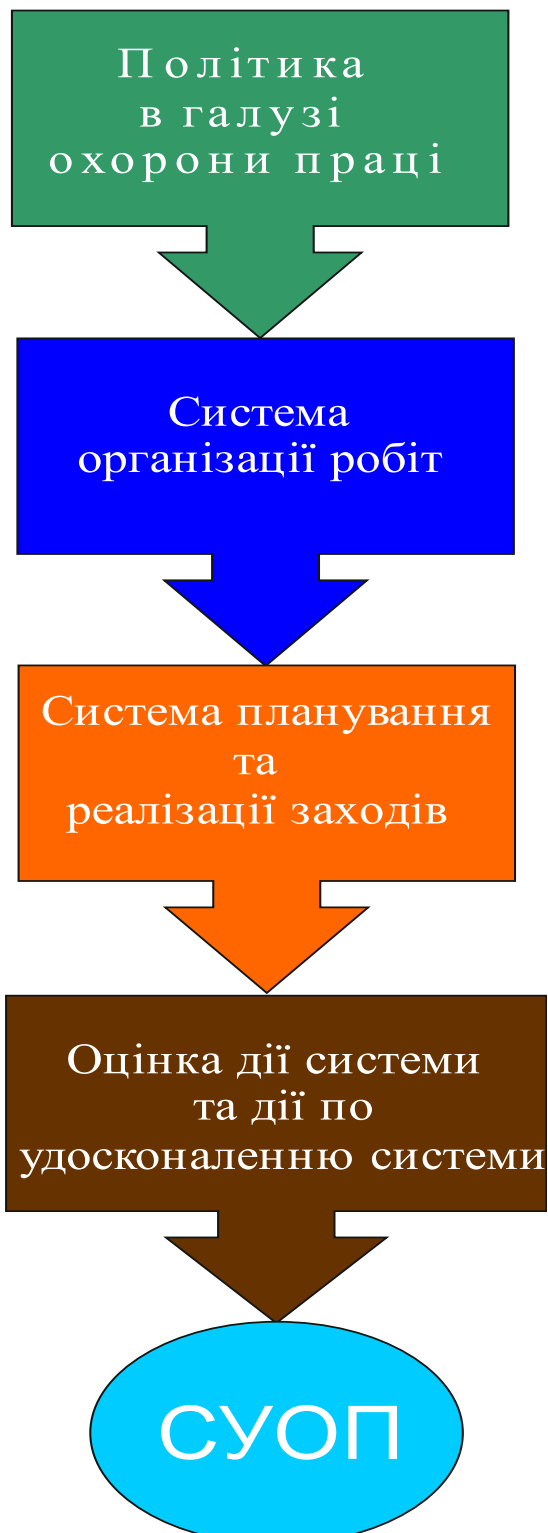 Політика
в галузі
охорони праці
Система
організації робіт
Система планування
та
реалізації заходів
Оцінка дії системи
та дії по
удосконаленню системи
СУОП